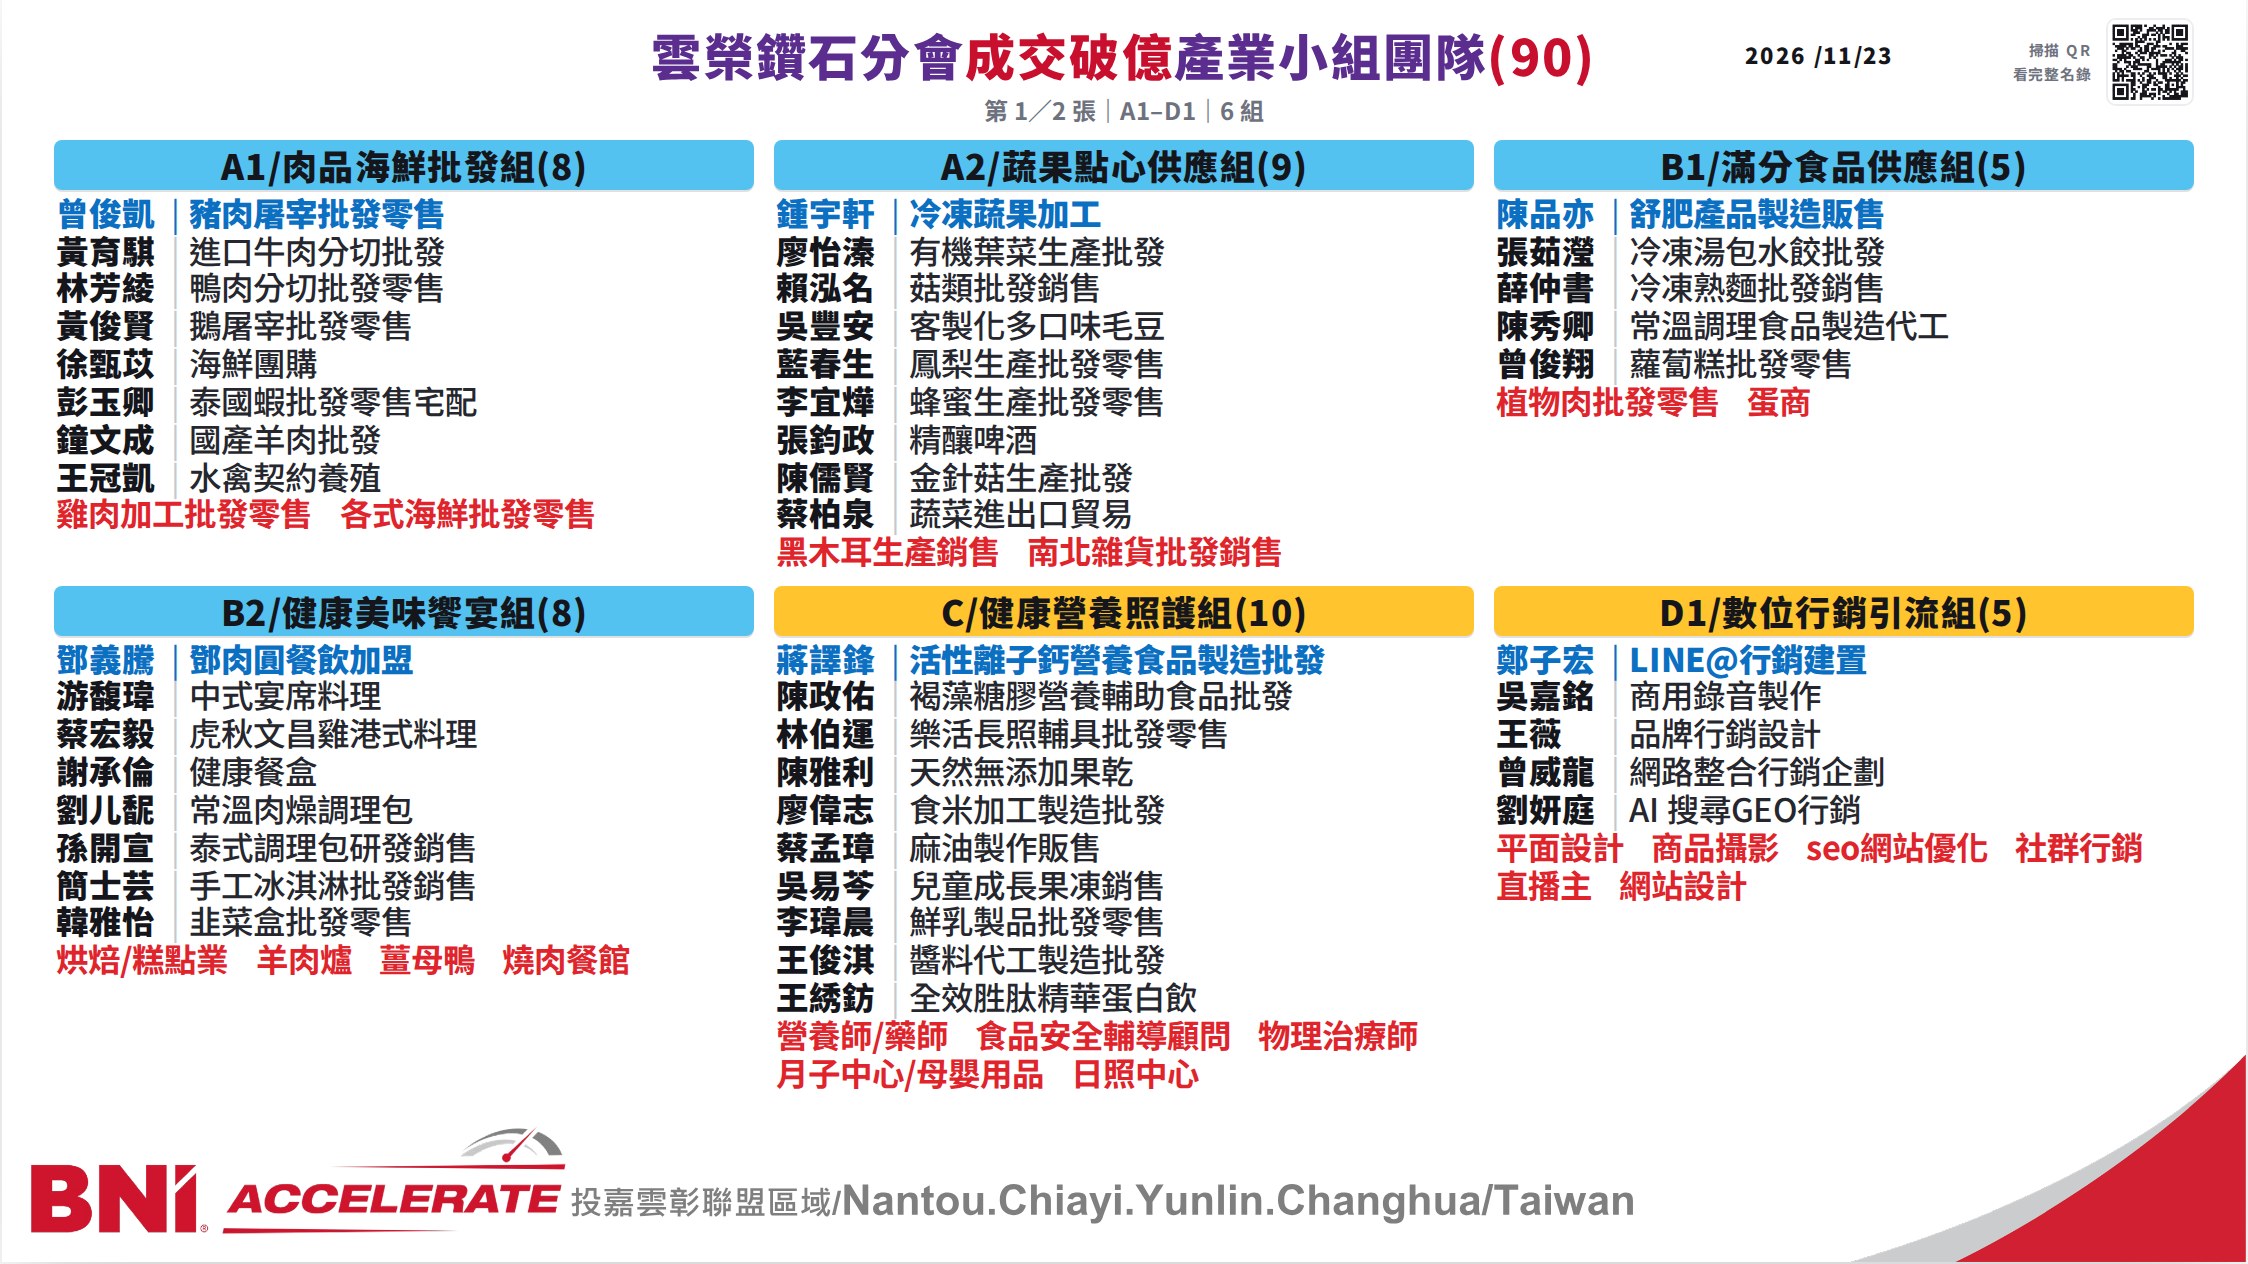 雲榮鑽石分會成交破億產業小組團隊(90)
2026 /11/23
掃描 QR
看完整名錄
第 1／2 張｜A1–D1｜6 組
A1/肉品海鮮批發組(8)
曾俊凱｜豬肉屠宰批發零售
黃育騏｜進口牛肉分切批發
林芳綾｜鴨肉分切批發零售
黃俊賢｜鵝屠宰批發零售
徐甄苡｜海鮮團購
彭玉卿｜泰國蝦批發零售宅配
鐘文成｜國產羊肉批發
王冠凱｜水禽契約養殖
雞肉加工批發零售 各式海鮮批發零售
A2/蔬果點心供應組(9)
鍾宇軒｜冷凍蔬果加工
廖怡溱｜有機葉菜生產批發
賴泓名｜菇類批發銷售
吳豐安｜客製化多口味毛豆
藍春生｜鳳梨生產批發零售
李宜燁｜蜂蜜生產批發零售
張鈞政｜精釀啤酒
陳儒賢｜金針菇生產批發
蔡柏泉｜蔬菜進出口貿易
黑木耳生產銷售 南北雜貨批發銷售
B1/滿分食品供應組(5)
陳品亦｜舒肥產品製造販售
張茹瀅｜冷凍湯包水餃批發
薛仲書｜冷凍熟麵批發銷售
陳秀卿｜常溫調理食品製造代工
曾俊翔｜蘿蔔糕批發零售
植物肉批發零售 蛋商
B2/健康美味饗宴組(8)
鄧義騰｜鄧肉圓餐飲加盟
游馥瑋｜中式宴席料理
蔡宏毅｜虎秋文昌雞港式料理
謝承倫｜健康餐盒
劉儿馜｜常溫肉燥調理包
孫開宣｜泰式調理包研發銷售
簡士芸｜手工冰淇淋批發銷售
韓雅怡｜韭菜盒批發零售
烘焙/糕點業 羊肉爐 薑母鴨 燒肉餐館
C/健康營養照護組(10)
蔣譯鋒｜活性離子鈣營養食品製造批發
陳政佑｜褐藻糖膠營養輔助食品批發
林伯運｜樂活長照輔具批發零售
陳雅利｜天然無添加果乾
廖偉志｜食米加工製造批發
蔡孟璋｜麻油製作販售
吳易芩｜兒童成長果凍銷售
李瑋晨｜鮮乳製品批發零售
王俊淇｜醬料代工製造批發
王綉鈁｜全效胜肽精華蛋白飲
營養師/藥師 食品安全輔導顧問 物理治療師
月子中心/母嬰用品 日照中心
D1/數位行銷引流組(5)
鄭子宏｜LINE@行銷建置
吳嘉銘｜商用錄音製作
王薇｜品牌行銷設計
曾威龍｜網路整合行銷企劃
劉妍庭｜AI 搜尋GEO行銷
平面設計 商品攝影 seo網站優化 社群行銷
直播主 網站設計
BNI® ACCELERATE 投嘉雲彰聯盟區域/Nantou.Chiayi.Yunlin.Changhua/Taiwan